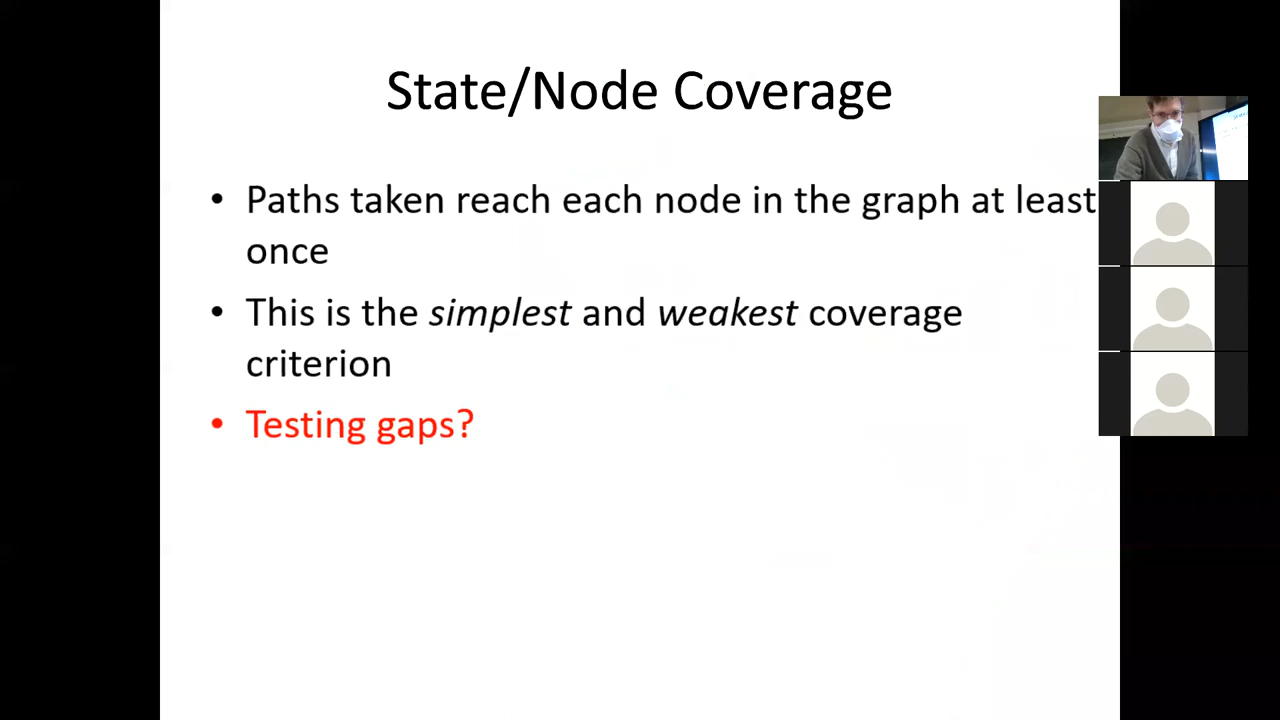 State/Node Coverage
• Paths taken reach each node in the graph at least
once
• This is the simplest and weakest coverage
criterion
• Testing gaps?